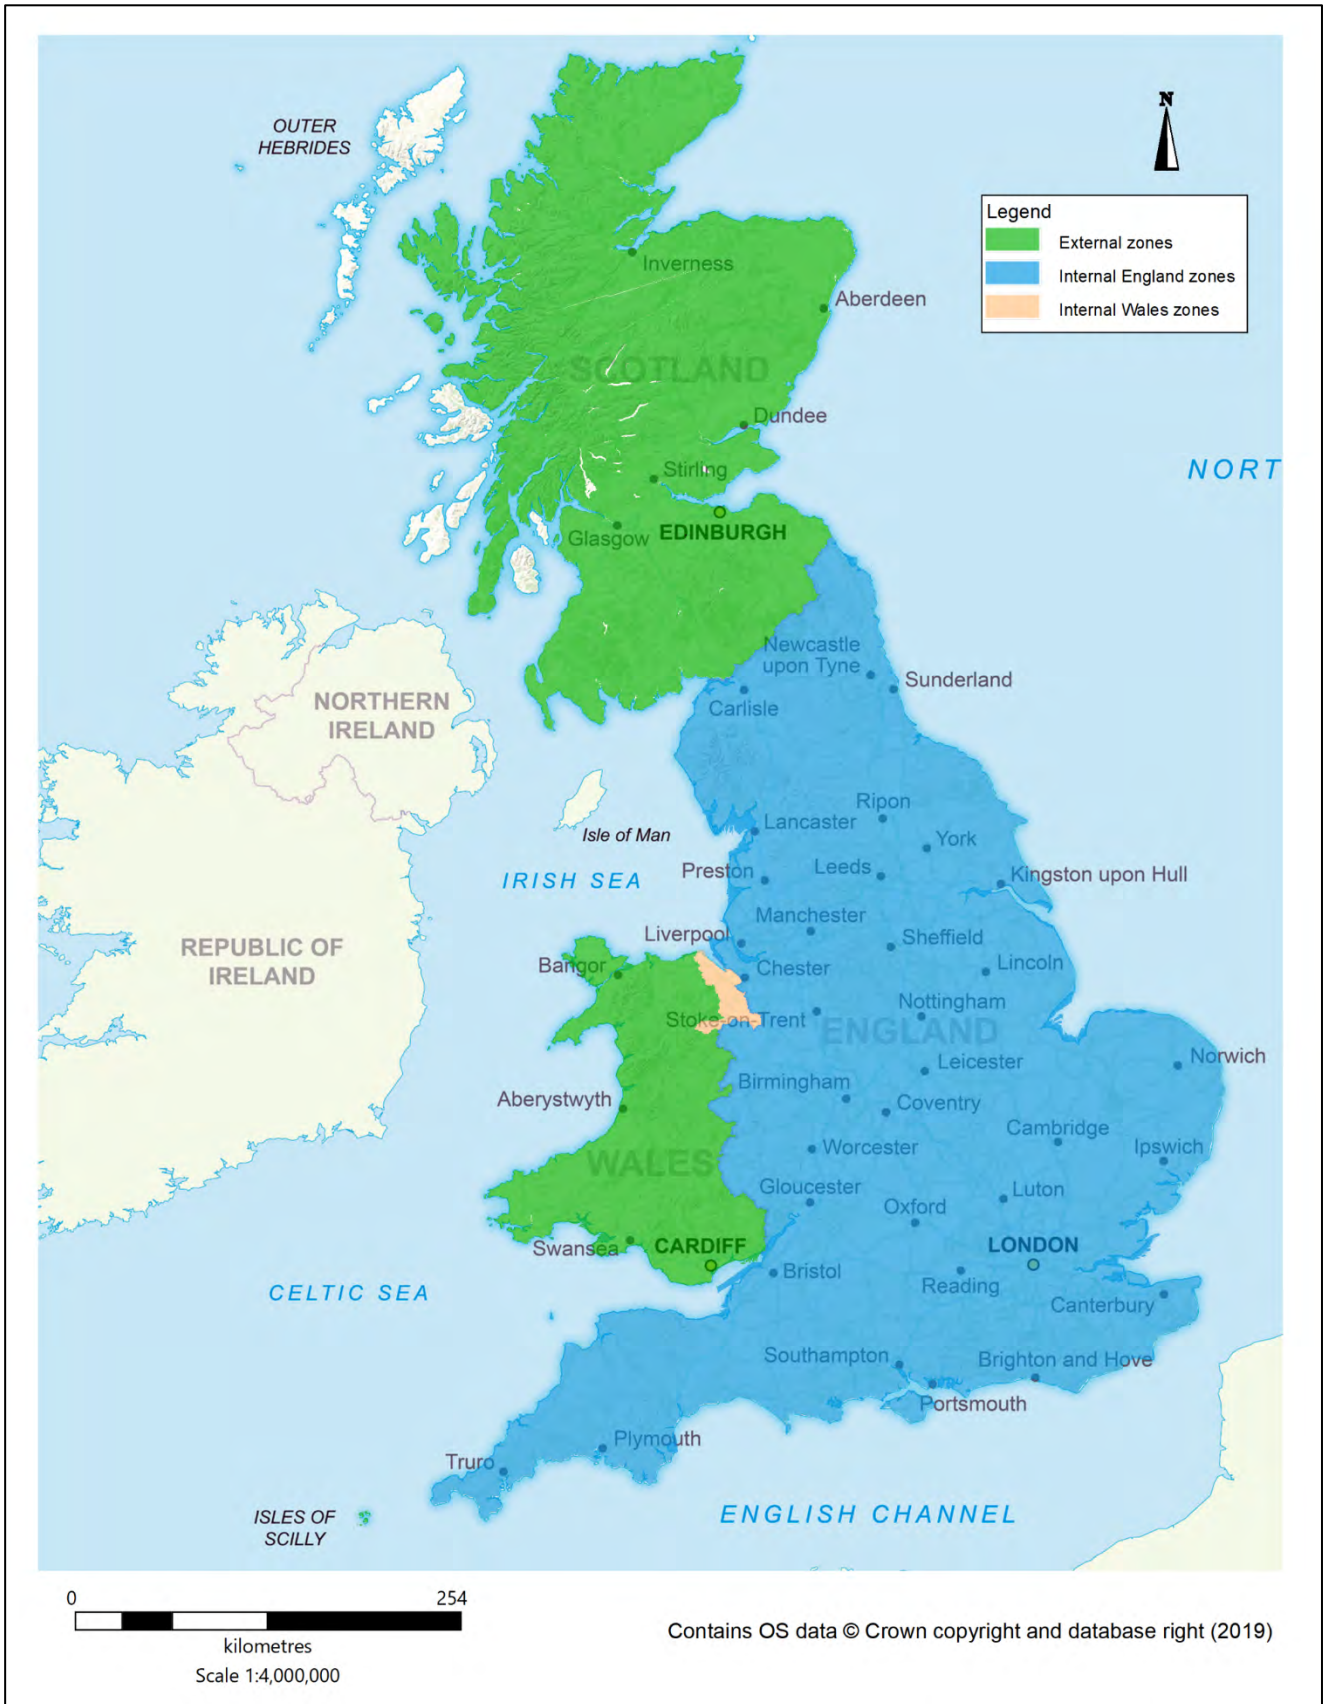 OUTER
HEBRIDES
N
Legend
External zones
Internal England zones
Internal Wales zones
Inverness
Aberdeen
SCOTLAND
Dundee
Stirling
NORT
Glasgow
EDINBURGH
Newcastle
upon Tyne
Sunderland
Carlisle
NORTHERN
IRELAND
Ripon
Lancaster
Isle of Man
York
Preston
Leeds
Kingston upon Hull
IRISH SEA
Manchester
Liverpool
Sheffield
REPUBLIC OF
IRELAND
Bangor
Chester
Lincoln
Nottingham
Stoke-on-Trent
ENGLAND
Norwich
Leicester
Birmingham
Aberystwyth
Coventry
Cambridge
Worcester
Ipswich
WALES
Gloucester
Luton
Oxford
Swansea
CARDIFF
LONDON
Bristol
Reading
CELTIC SEA
Canterbury
Southampton
Brighton and Hove
Portsmouth
Plymouth
Truro
ISLES OF
SCILLY
ENGLISH CHANNEL
0 254
kilometres
Scale 1:4,000,000
Contains OS data © Crown copyright and database right (2019)